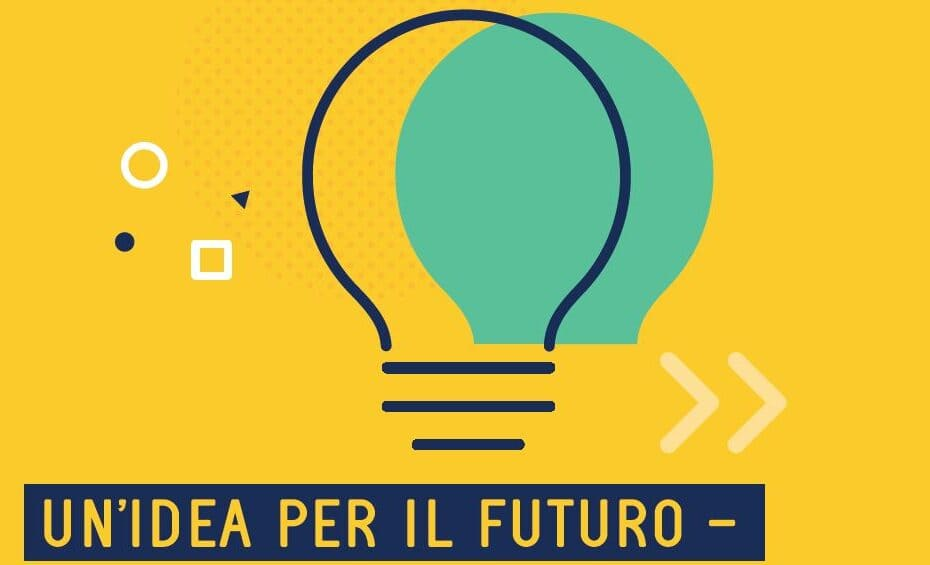 UN'IDEA PER IL FUTURO –